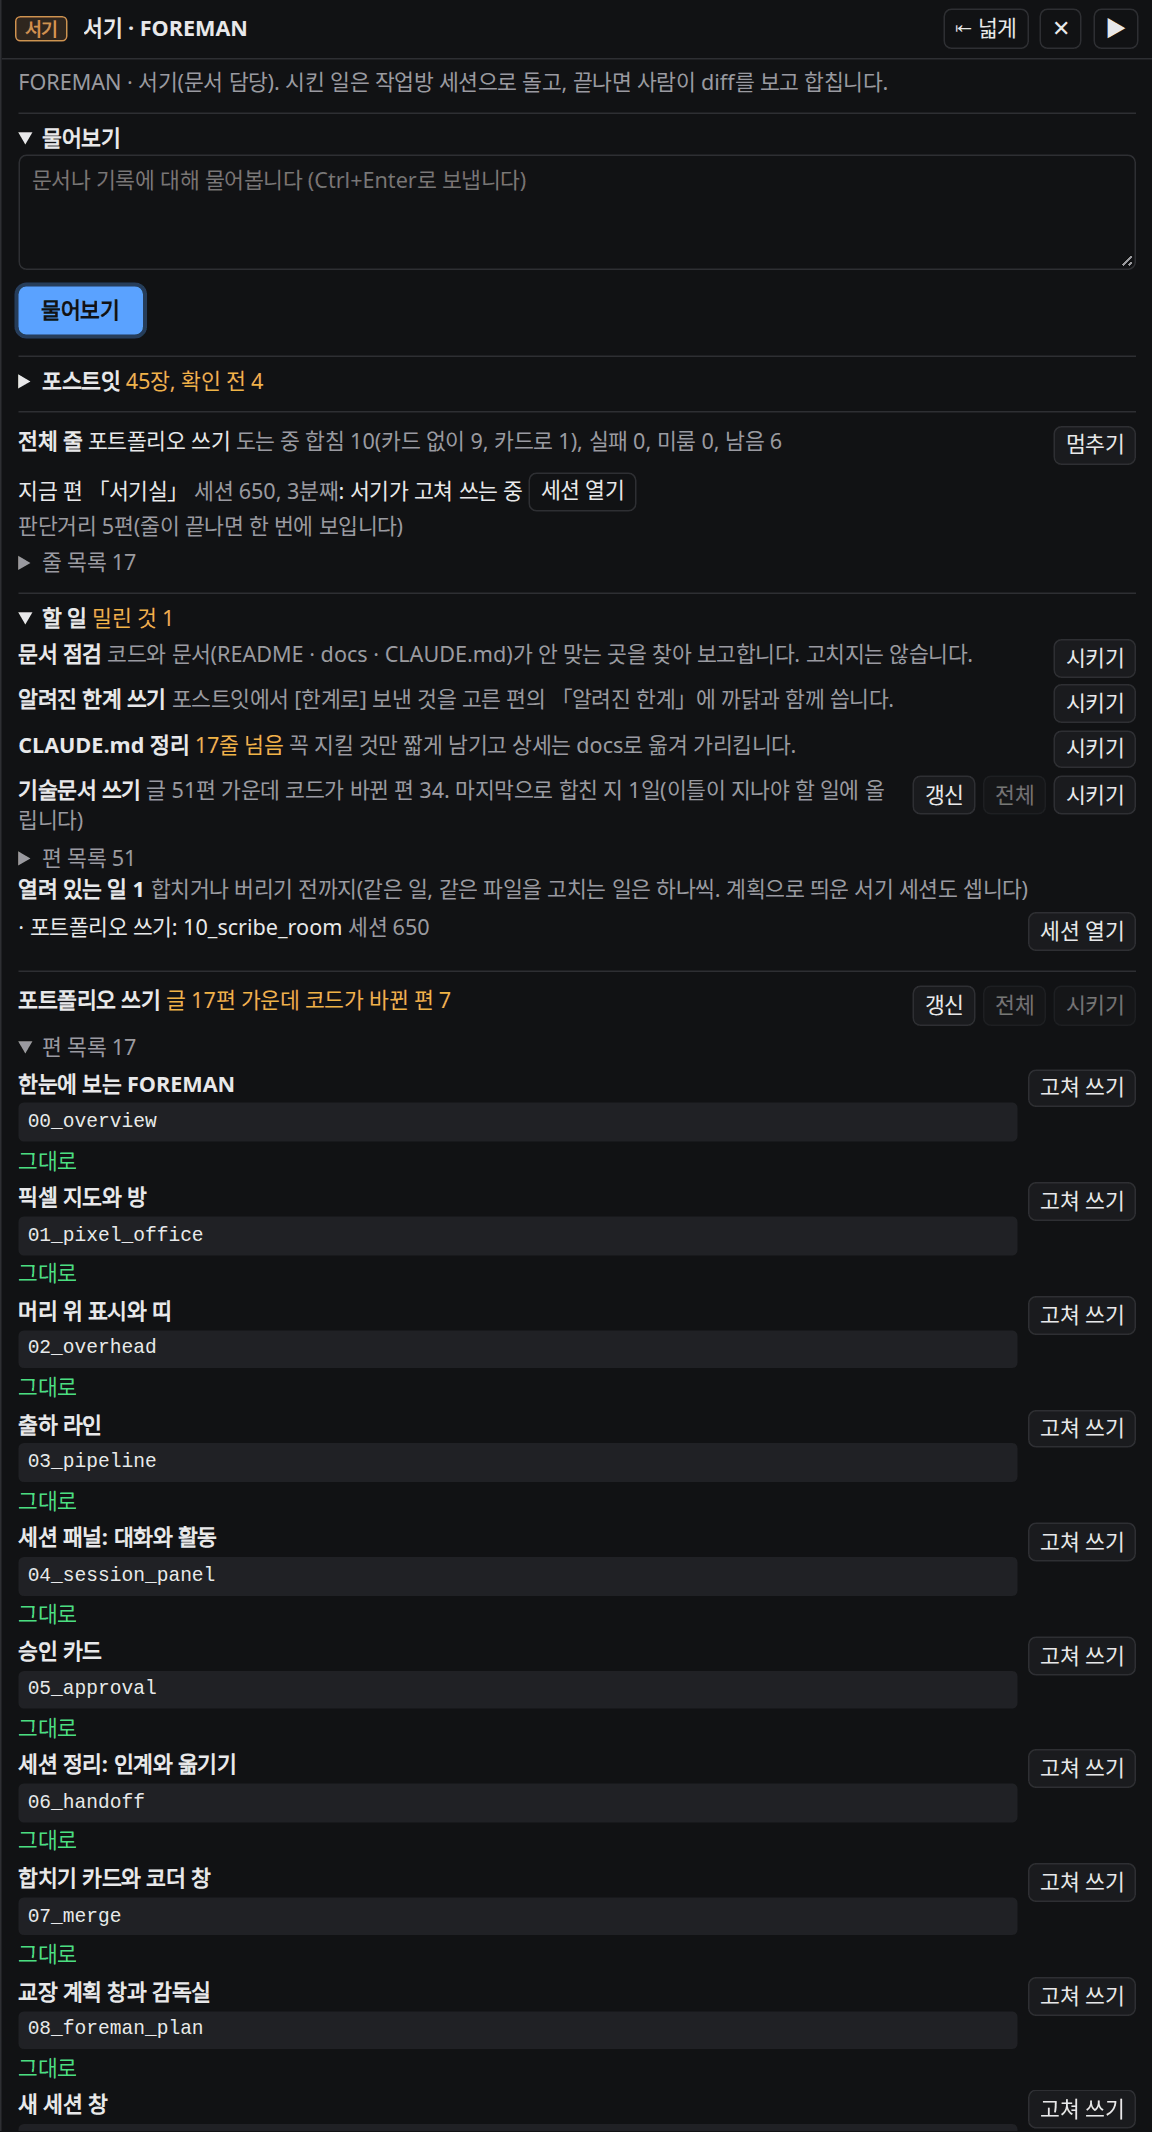 서기 서기 · FOREMAN ⇤ 넓게 ✕ ▶
FOREMAN · 서기(문서 담당). 시킨 일은 작업방 세션으로 돌고, 끝나면 사람이 diff를 보고 합칩니다.
▼ 물어보기
문서나 기록에 대해 물어봅니다 (Ctrl+Enter로 보냅니다)
물어보기
▶ 포스트잇 45장, 확인 전 4
전체 줄 포트폴리오 쓰기 도는 중 합침 10(카드 없이 9, 카드로 1), 실패 0, 미룸 0, 남음 6 멈추기
지금 편 「서기실」 세션 650, 3분째: 서기가 고쳐 쓰는 중 세션 열기
판단거리 5편(줄이 끝나면 한 번에 보입니다)
▶ 줄 목록 17
▼ 할 일 밀린 것 1
문서 점검 코드와 문서(README · docs · CLAUDE.md)가 안 맞는 곳을 찾아 보고합니다. 고치지는 않습니다. 시키기
알려진 한계 쓰기 포스트잇에서 [한계로] 보낸 것을 고른 편의 「알려진 한계」에 까닭과 함께 씁니다. 시키기
CLAUDE.md 정리 17줄 넘음 꼭 지킬 것만 짧게 남기고 상세는 docs로 옮겨 가리킵니다. 시키기
기술문서 쓰기 글 51편 가운데 코드가 바뀐 편 34. 마지막으로 합친 지 1일(이틀이 지나야 할 일에 올 갱신 전체 시키기
립니다)
▶ 편 목록 51
열려 있는 일 1 합치거나 버리기 전까지(같은 일, 같은 파일을 고치는 일은 하나씩. 계획으로 띄운 서기 세션도 셉니다)
· 포트폴리오 쓰기: 10_scribe_room 세션 650 세션 열기
포트폴리오 쓰기 글 17편 가운데 코드가 바뀐 편 7 갱신 전체 시키기
▼ 편 목록 17
한눈에 보는 FOREMAN 고쳐 쓰기
00_overview
그대로
픽셀 지도와 방 고쳐 쓰기
01_pixel_office
그대로
머리 위 표시와 띠 고쳐 쓰기
02_overhead
그대로
출하 라인 고쳐 쓰기
03_pipeline
그대로
세션 패널: 대화와 활동 고쳐 쓰기
04_session_panel
그대로
승인 카드 고쳐 쓰기
05_approval
그대로
세션 정리: 인계와 옮기기 고쳐 쓰기
06_handoff
그대로
합치기 카드와 코더 창 고쳐 쓰기
07_merge
그대로
교장 계획 창과 감독실 고쳐 쓰기
08_foreman_plan
그대로
새 세션 창 고쳐 쓰기